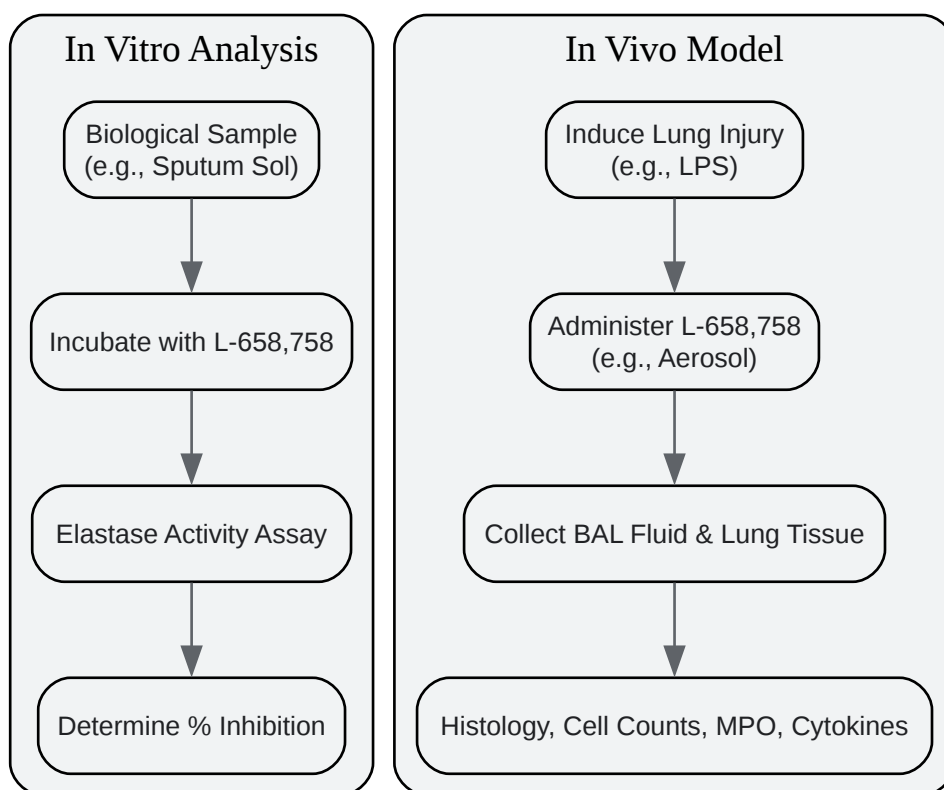 In Vitro Analysis
Biological Sample
(e.g., Sputum Sol)
Incubate with L-658,758
Elastase Activity Assay
Determine % Inhibition
In Vivo Model
Induce Lung Injury
(e.g., LPS)
Administer L-658,758
(e.g., Aerosol)
Collect BAL Fluid & Lung Tissue
Histology, Cell Counts, MPO, Cytokines